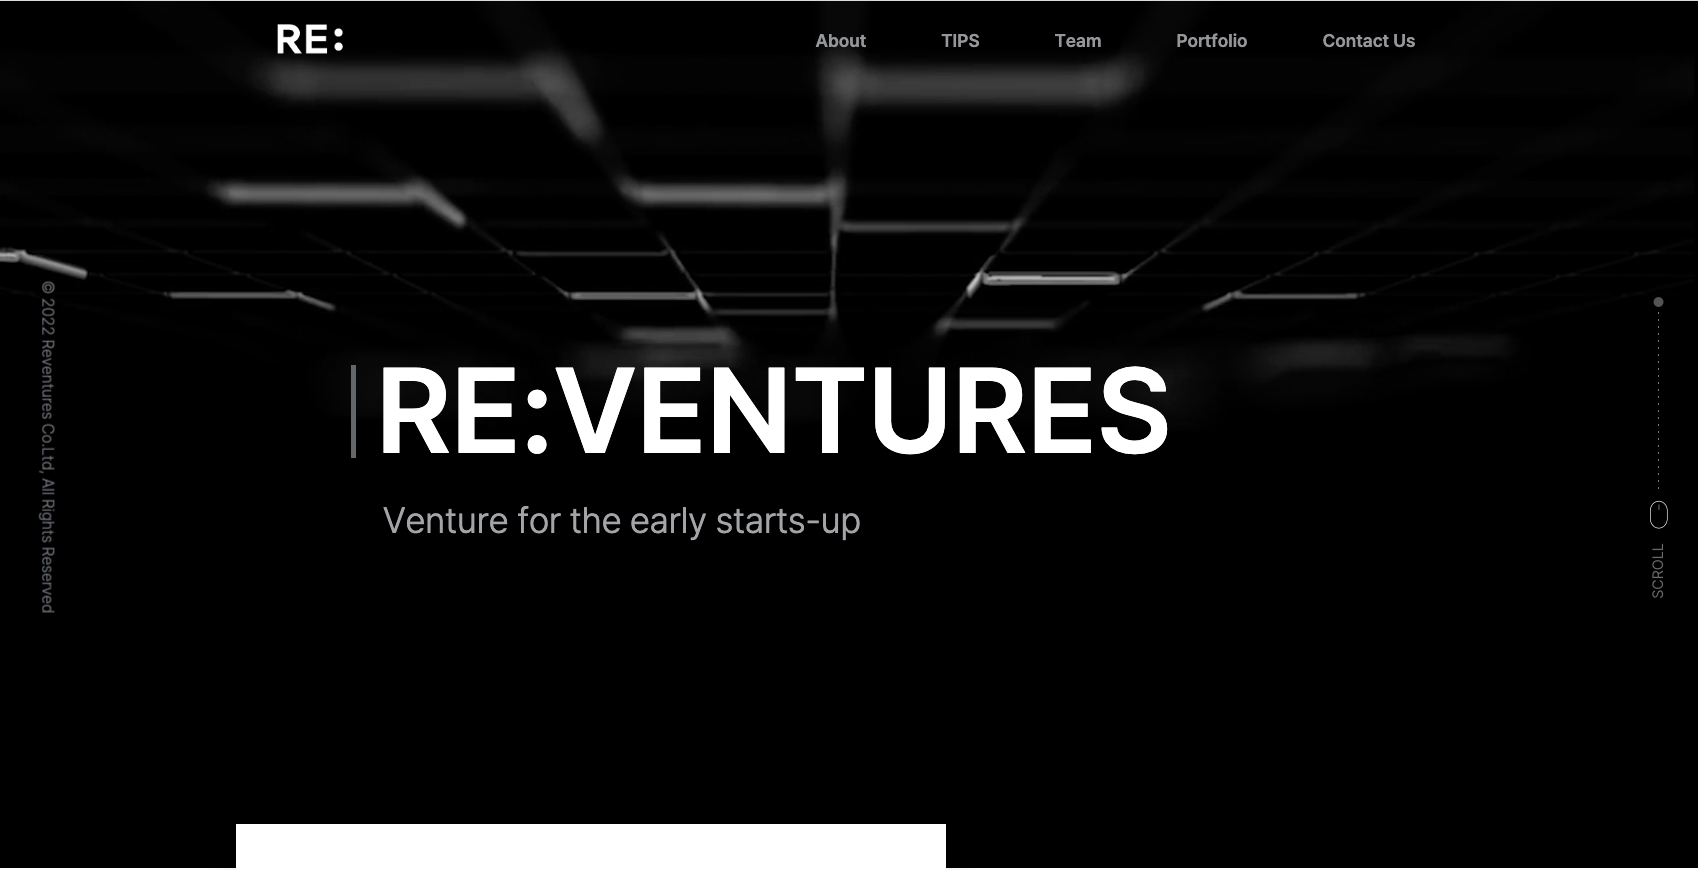 RE:
About TIPS Team Portfolio Contact Us
© 2022 Reventures Co.Ltd, All Rights Reserved
RE:VENTURES
Venture for the early starts-up
SCROLL